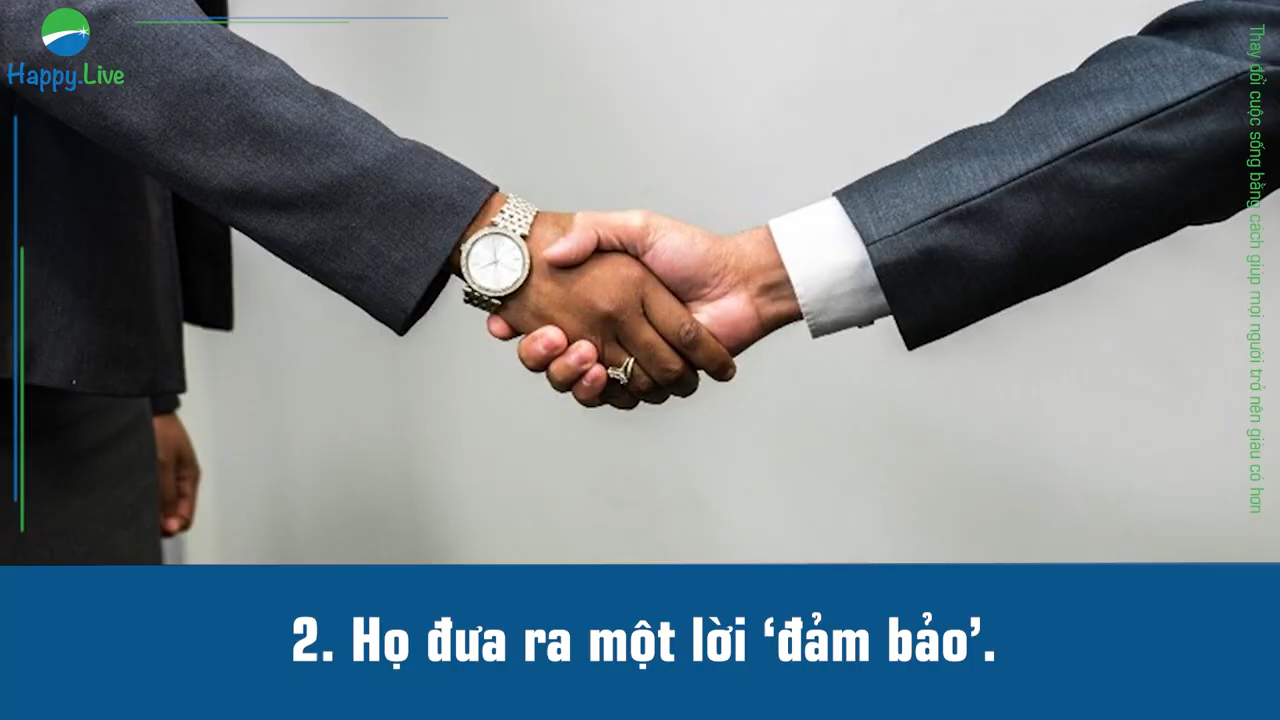 Happy.Live
Thay đổi cuộc sống bằng cách giúp mọi người trở nên giàu có hơn
2. Họ đưa ra một lời ‘đảm bảo’.